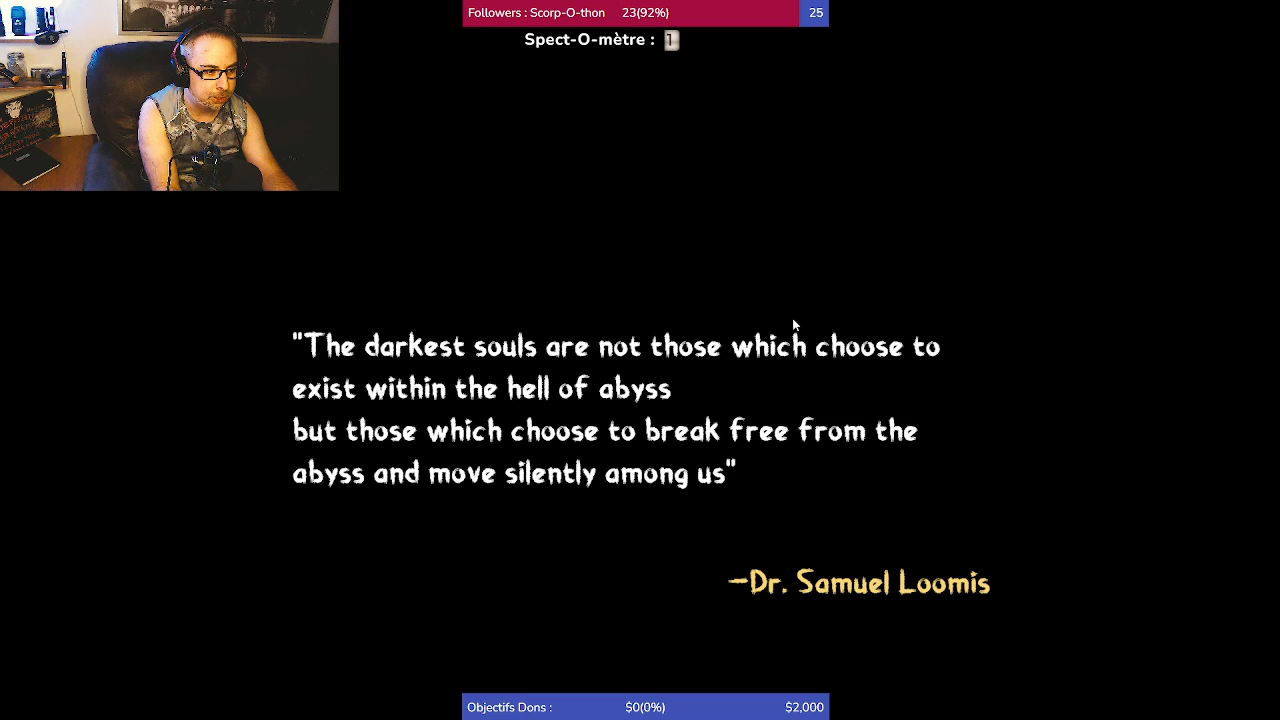 Followers : Scorp-O-thon 23(92%) 25
Spect-O-mètre : 1
"The darkest souls are not those which choose to
exist within the hell of abyss
but those which choose to break free from the
abyss and move silently among us"
-Dr. Samuel Loomis
Objectifs Dons : $0(0%) $2,000